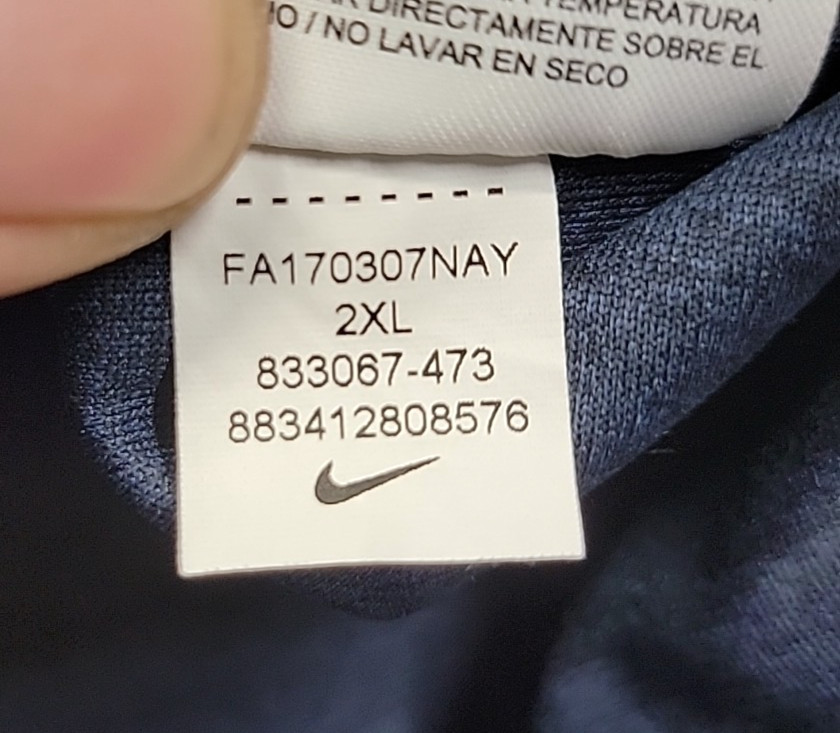 TEMPERATURA
DIRECTAMENTE SOBRE EL
/ NO LAVAR EN SECO
FA170307NAY
2XL
833067-473
883412808576